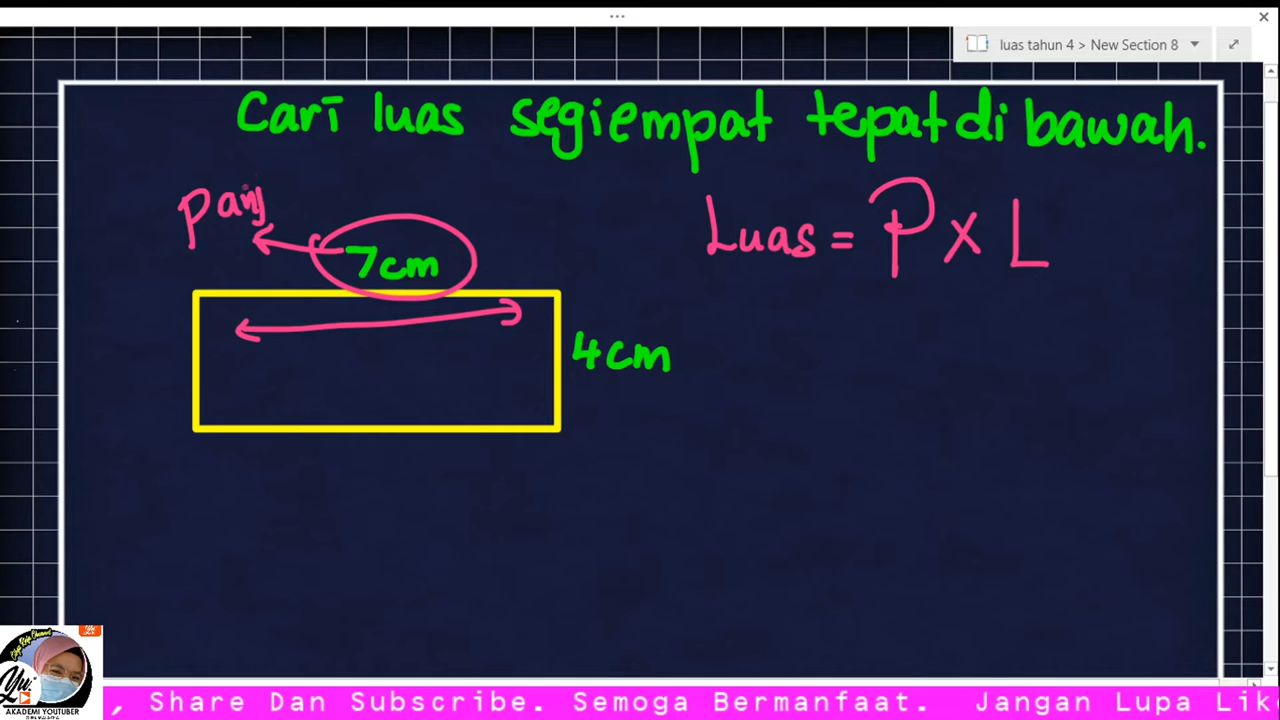 luas tahun 4 > New Section 8
Cari luas segiempat tepat di bawah.
Panj
Luas = P X L
7cm
4cm
AKADEMI YOUTUBER
, Share Dan Subscribe. Semoga Bermanfaat. Jangan Lupa Lik